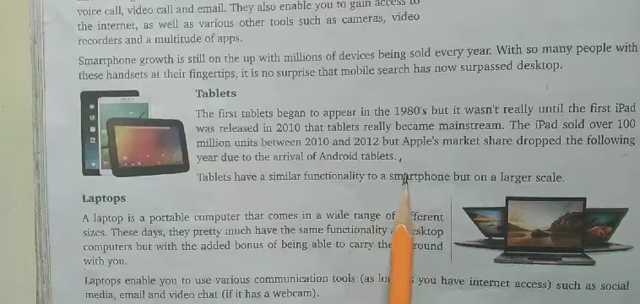 voice call, video call and email. They also enable you to gain access to
the internet, as well as various other tools such as cameras, video
recorders and a multitude of apps.
Smartphone growth is still on the up with millions of devices being sold every year. With so many people with
these handsets at their fingertips, it is no surprise that mobile search has now surpassed desktop.
Tablets
The first tablets began to appear in the 1980's but it wasn't really until the first iPad
was released in 2010 that tablets really became mainstream. The iPad sold over 100
million units between 2010 and 2012 but Apple's market share dropped the following
year due to the arrival of Android tablets.
Tablets have a similar functionality to a smartphone but on a larger scale.
Laptops
A laptop is a portable computer that comes in a wide range of fferent
sizes. These days, they pretty much have the same functionality sktop
computers but with the added bonus of being able to carry the round
with you.
Laptops enable you to use various communication tools (as lo you have internet access) such as social
media, email and video chat (if it has a webcam).